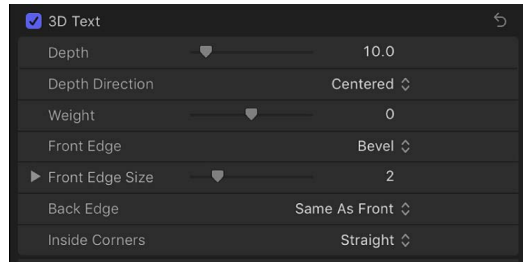 3D Text
Depth 10.0
Depth Direction Centered
Weight 0
Front Edge Bevel
Front Edge Size 2
Back Edge Same As Front
Inside Corners Straight